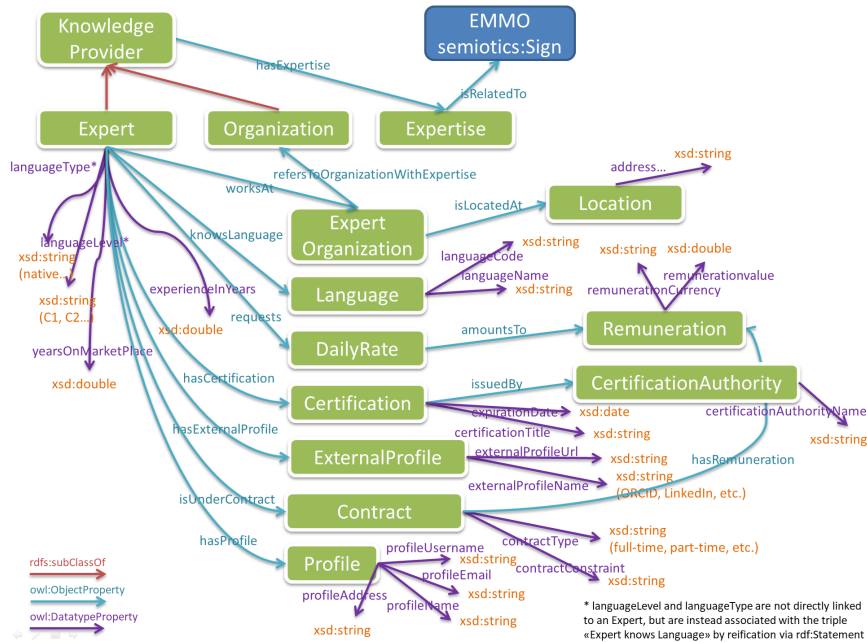 Knowledge
Provider
EMMO
semiotics:Sign
hasExpertise
isRelatedTo
Expert
Organization
Expertise
languageType*
refersToOrganizationWithExpertise
worksAt
address...
xsd:string
Location
isLocatedAt
Expert
Organization
knowsLanguage
languageLevel*
xsd:string
(native...)
xsd:string
languageCode
languageName
xsd:string
xsd:string
xsd:double
remunerationvalue
remunerationCurrency
Language
experienceInYears
xsd:string
(C1, C2...)
requests
xsd:double
amountsTo
Remuneration
DailyRate
yearsOnMarketPlace
xsd:double
hasCertification
issuedBy
CertificationAuthority
Certification
expirationDate
xsd:date
certificationAuthorityName
certificationTitle
xsd:string
xsd:string
hasExternalProfile
ExternalProfile
externalProfileUrl
xsd:string
hasRemuneration
externalProfileName
xsd:string
(ORCID, LinkedIn, etc.)
isUnderContract
Contract
contractType
xsd:string
(full-time, part-time, etc.)
hasProfile
Profile
profileUsername
xsd:string
contractConstraint
xsd:string
profileEmail
xsd:string
profileAddress
profileName
xsd:string
xsd:string
rdfs:subClassOf
owl:ObjectProperty
owl:DatatypeProperty
* languageLevel and languageType are not directly linked
to an Expert, but are instead associated with the triple
«Expert knows Language» by reification via rdf:Statement